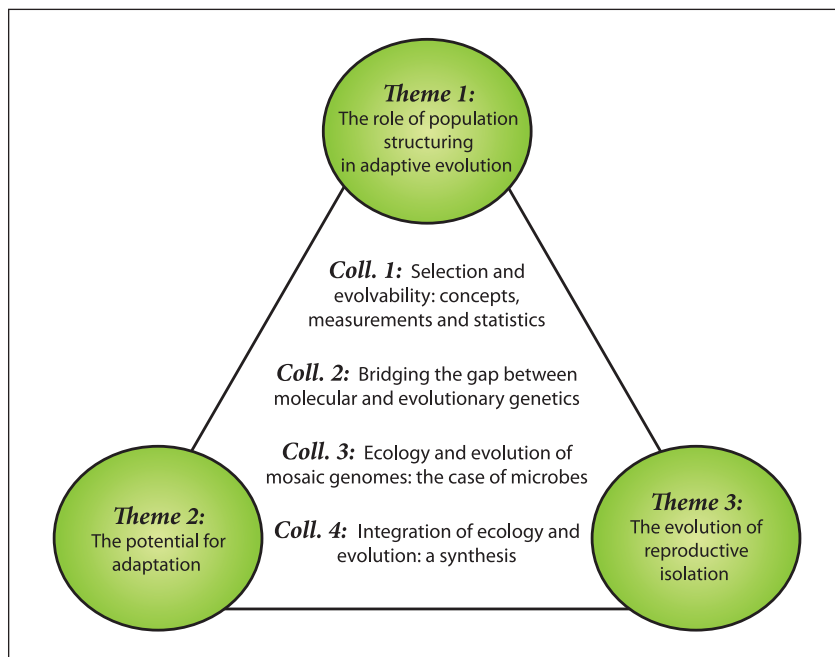 Theme 1:
The role of population
structuring
in adaptive evolution
Coll. 1: Selection and
evolvability: concepts,
measurements and statistics
Coll. 2: Bridging the gap between
molecular and evolutionary genetics
Coll. 3: Ecology and evolution of
mosaic genomes: the case of microbes
Coll. 4: Integration of ecology and
evolution: a synthesis
Theme 2:
The potential for
adaptation
Theme 3:
The evolution of
reproductive
isolation